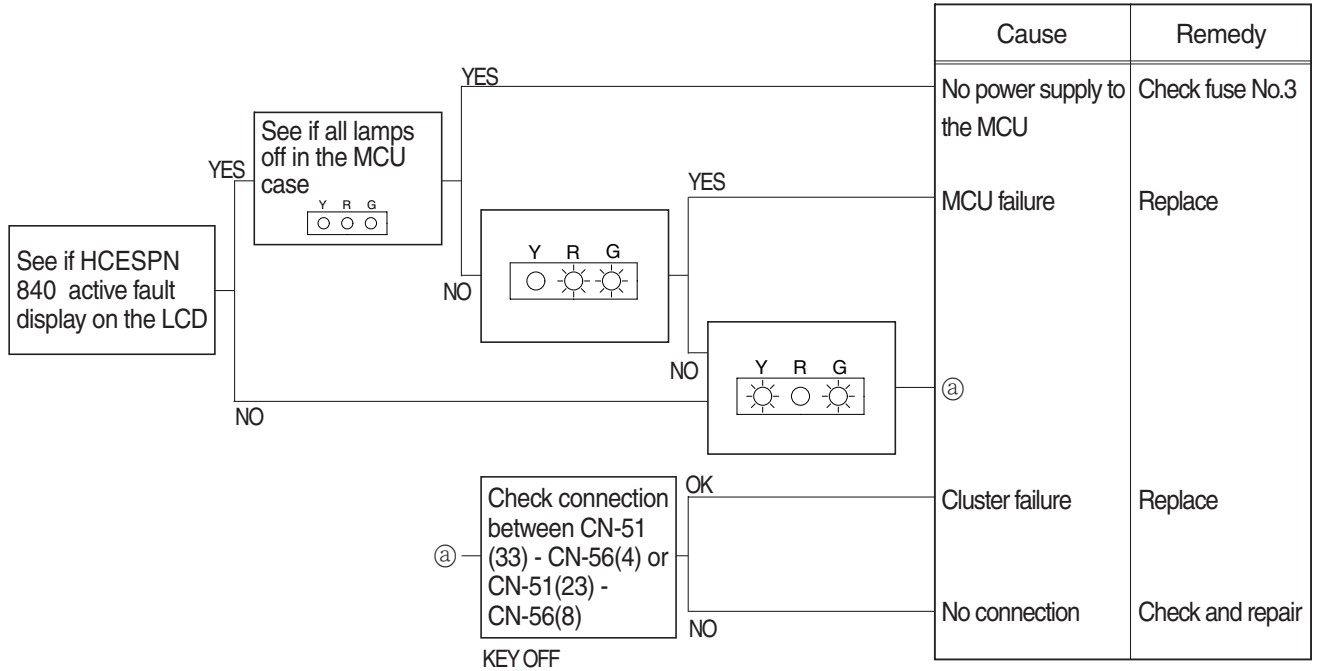 Cause Remedy
YES
No power supply to Check fuse No.3
the MCU
See if all lamps
off in the MCU
case
YES
Y R G
YES
MCU failure Replace
See if HCESPN
840 active fault
display on the LCD
Y R G
NO
NO
Y R G
ⓐ
NO
Check connection
between CN-51
(33) - CN-56(4) or
CN-51(23) -
CN-56(8)
OK
Cluster failure Replace
ⓐ
No connection Check and repair
NO
KEY OFF